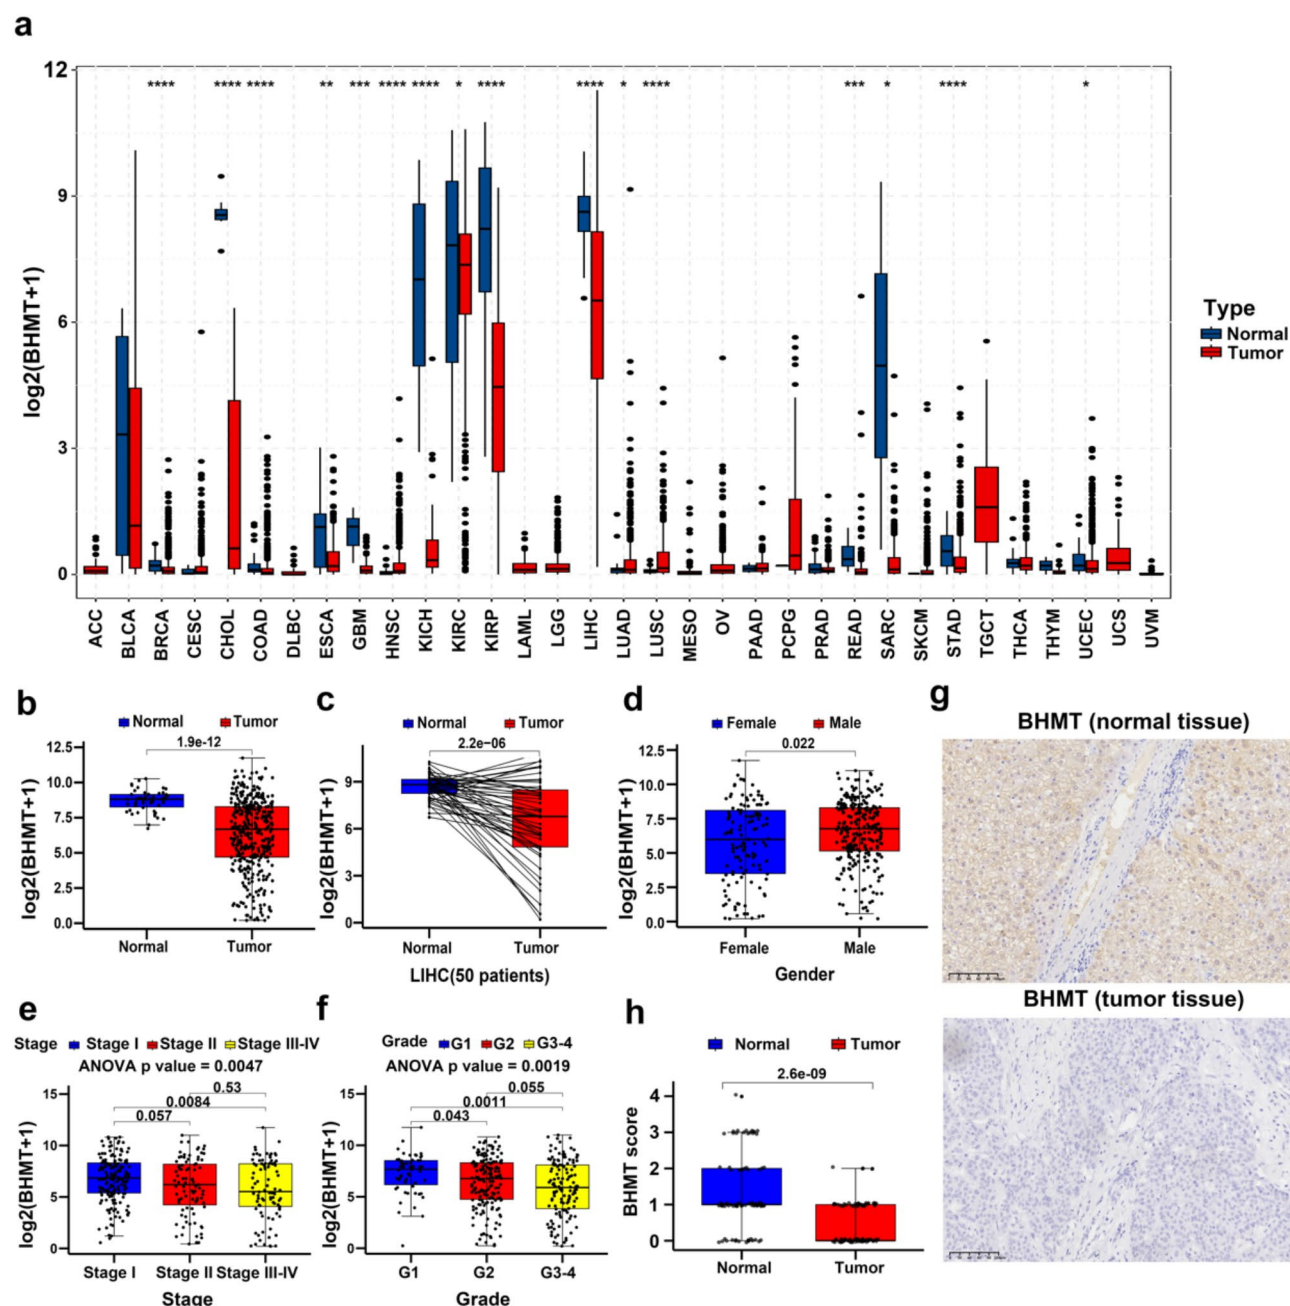 a
12
9
6
3
0
log2(BHMT+1)
**** **** **** ** *** **** **** * **** **** * **** *** * **** *
Type
Normal
Tumor
ACC BLCA BRCA CESC CHOL COAD DLBC ESCA GBM HNSC KICH KIRC KIRP LAML LGG LIHC LUAD LUSC MESO OV PAAD PCPG PRAD READ SARC SKCM STAD TGCT THCA THYM UCEC UCS UVM
b
Normal Tumor
1.9e-12
12.5
10.0
7.5
5.0
2.5
0.0
log2(BHMT+1)
Normal Tumor
c
Normal Tumor
2.2e−06
9
6
3
0
log2(BHMT+1)
Normal Tumor
LIHC(50 patients)
d
Female Male
0.022
12.5
10.0
7.5
5.0
2.5
0.0
log2(BHMT+1)
Female Male
Gender
g
BHMT (normal tissue)
BHMT (tumor tissue)
e
Stage Stage I Stage II Stage III-IV
ANOVA p value = 0.0047
0.53
0.0084
0.057
15
10
5
0
log2(BHMT+1)
Stage I Stage II Stage III-IV
Stage
f
Grade G1 G2 G3-4
ANOVA p value = 0.0019
0.055
0.0011
0.043
15
10
5
0
log2(BHMT+1)
G1 G2 G3-4
Grade
h
Normal Tumor
2.6e-09
4
3
2
1
0
BHMT score
Normal Tumor